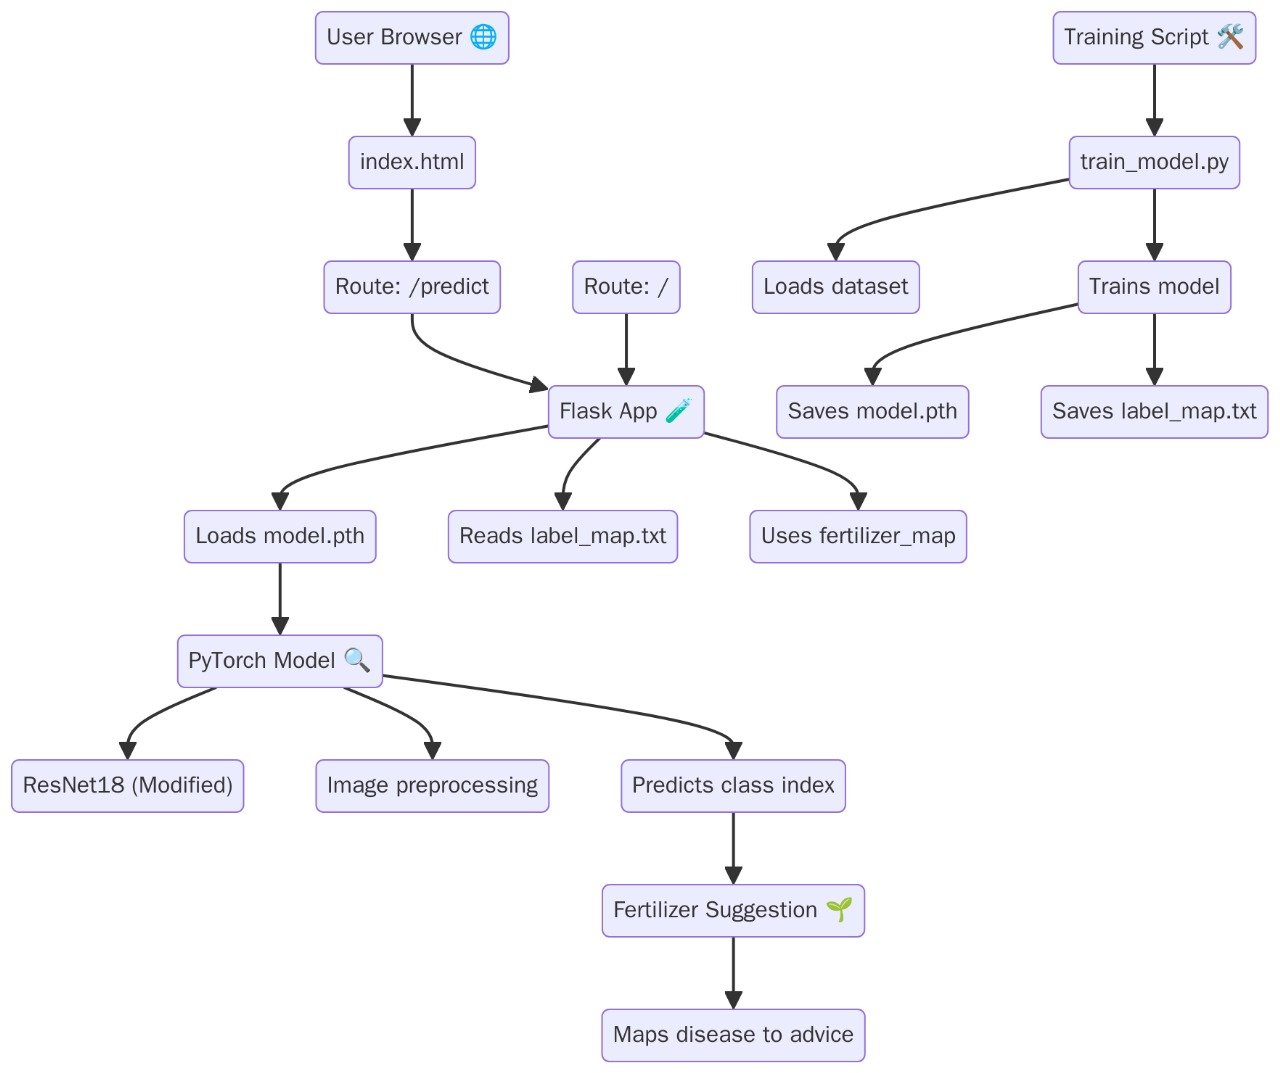 User Browser 🌐
Training Script 🛠️
index.html
train_model.py
Route: /predict
Route: /
Loads dataset
Trains model
Flask App 🧪
Saves model.pth
Saves label_map.txt
Loads model.pth
Reads label_map.txt
Uses fertilizer_map
PyTorch Model 🔍
ResNet18 (Modified)
Image preprocessing
Predicts class index
Fertilizer Suggestion 🌱
Maps disease to advice